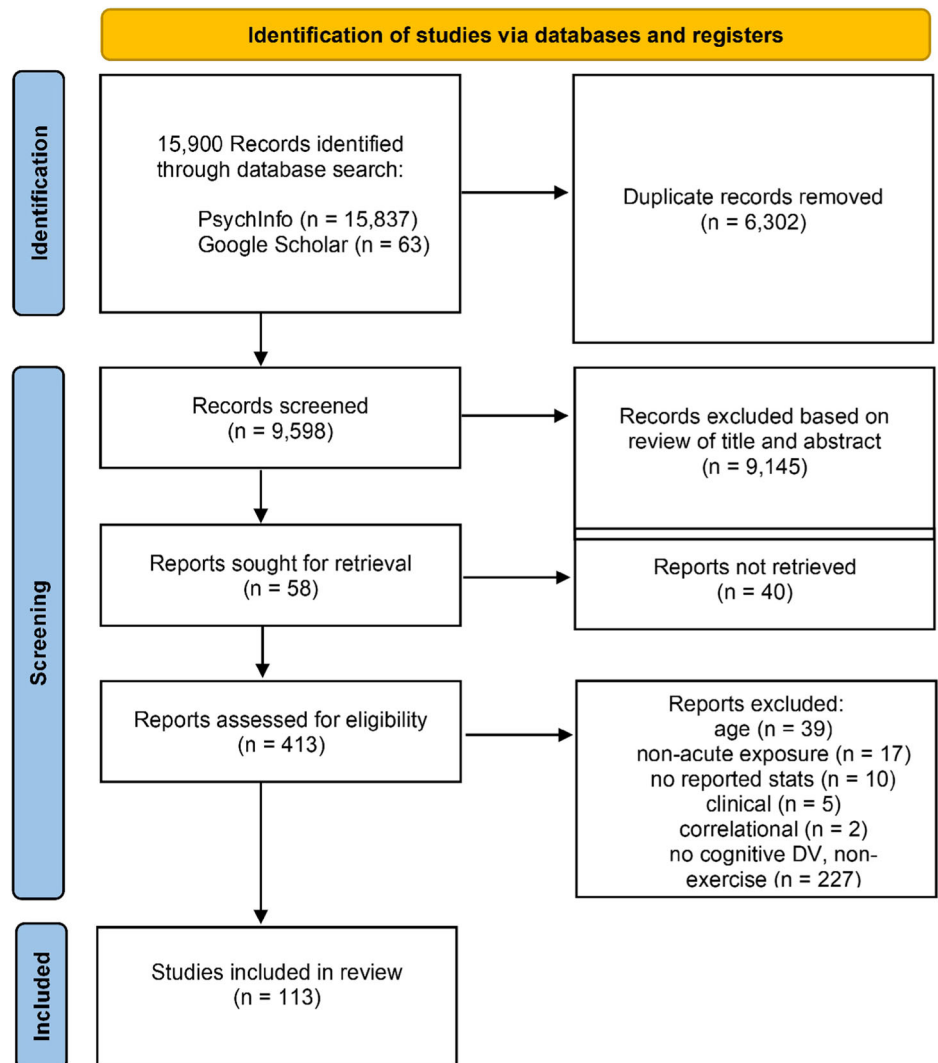 Identification of studies via databases and registers
Identification
15,900 Records identified
through database search:
PsychInfo (n = 15,837)
Google Scholar (n = 63)
Duplicate records removed
(n = 6,302)
Screening
Records screened
(n = 9,598)
Records excluded based on
review of title and abstract
(n = 9,145)
Reports sought for retrieval
(n = 58)
Reports not retrieved
(n = 40)
Reports assessed for eligibility
(n = 413)
Reports excluded:
age (n = 39)
non-acute exposure (n = 17)
no reported stats (n = 10)
clinical (n = 5)
correlational (n = 2)
no cognitive DV, non-
exercise (n = 227)
Included
Studies included in review
(n = 113)